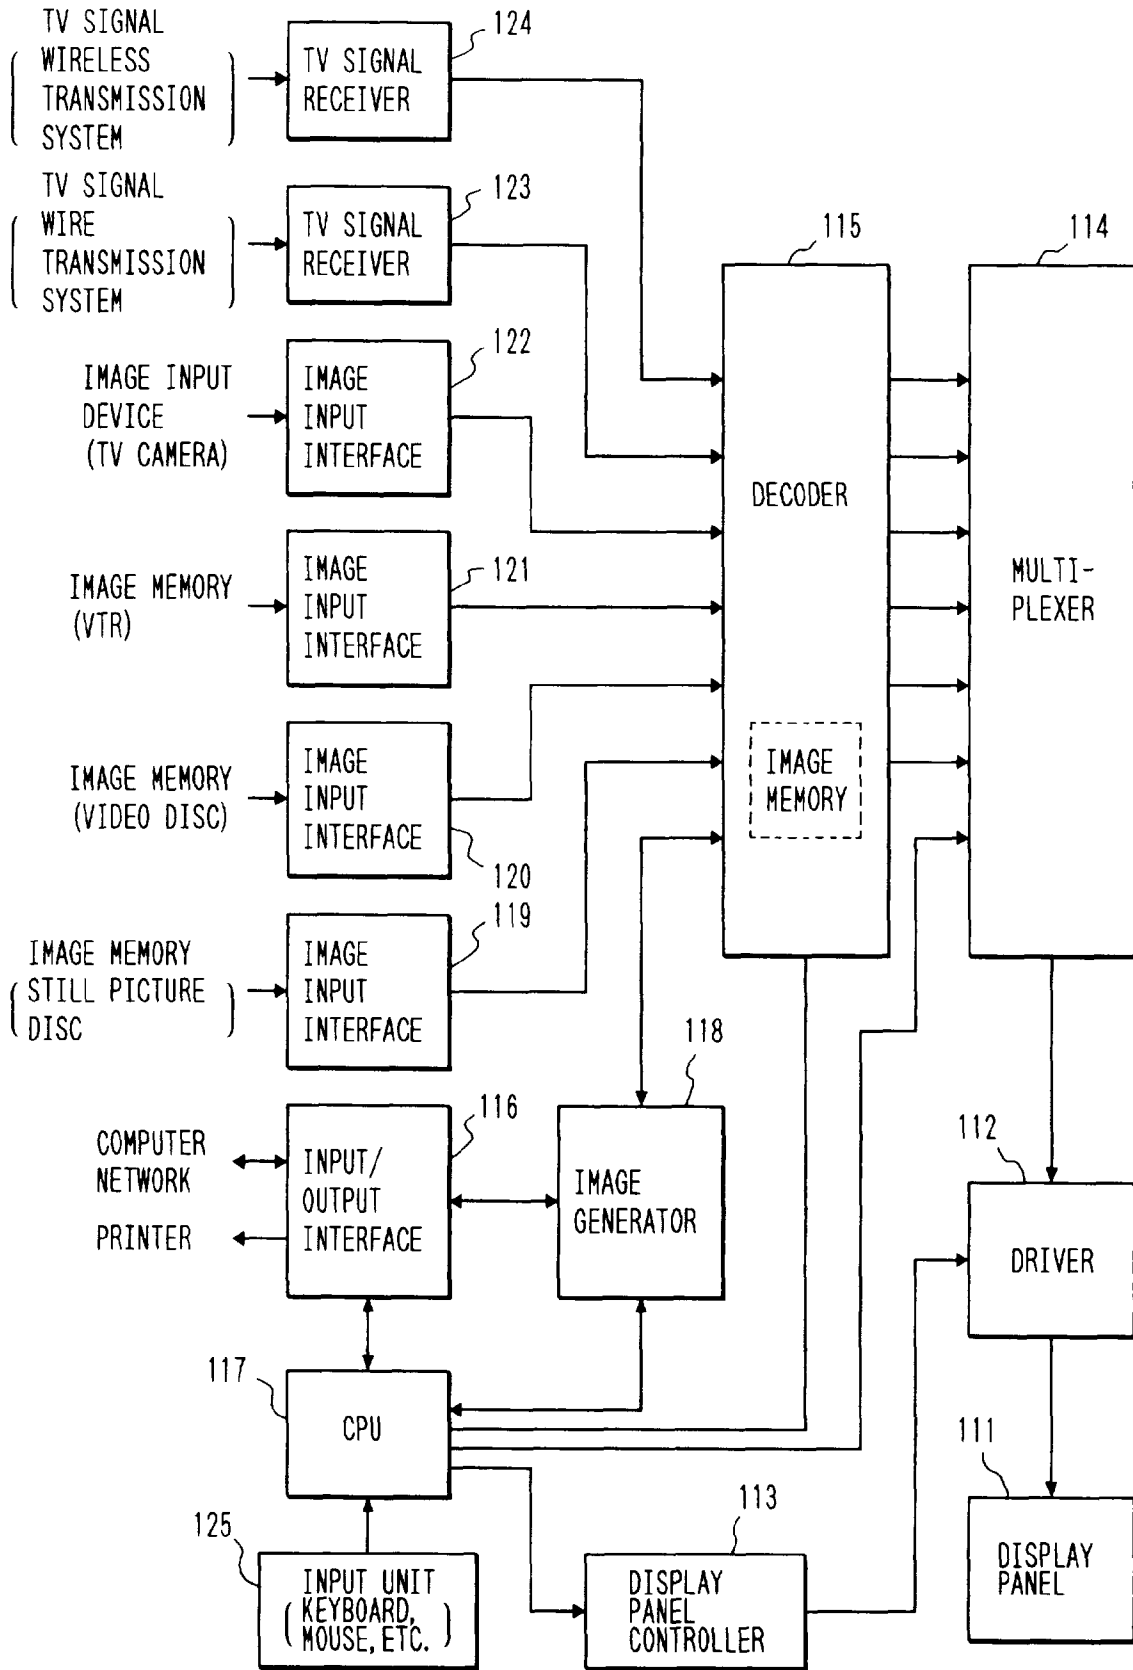 TV SIGNAL
WIRELESS
TRANSMISSION
SYSTEM
TV SIGNAL
RECEIVER
124
TV SIGNAL
WIRE
TRANSMISSION
SYSTEM
TV SIGNAL
RECEIVER
123
IMAGE INPUT
DEVICE
(TV CAMERA)
IMAGE
INPUT
INTERFACE
122
IMAGE MEMORY
(VTR)
IMAGE
INPUT
INTERFACE
121
IMAGE MEMORY
(VIDEO DISC)
IMAGE
INPUT
INTERFACE
120
IMAGE MEMORY
(STILL PICTURE
DISC)
IMAGE
INPUT
INTERFACE
119
115
DECODER
IMAGE
MEMORY
114
MULTI-
PLEXER
COMPUTER
NETWORK
PRINTER
INPUT/
OUTPUT
INTERFACE
116
118
IMAGE
GENERATOR
112
DRIVER
117
CPU
111
DISPLAY
PANEL
125
INPUT UNIT
(KEYBOARD,
MOUSE, ETC.)
113
DISPLAY
PANEL
CONTROLLER